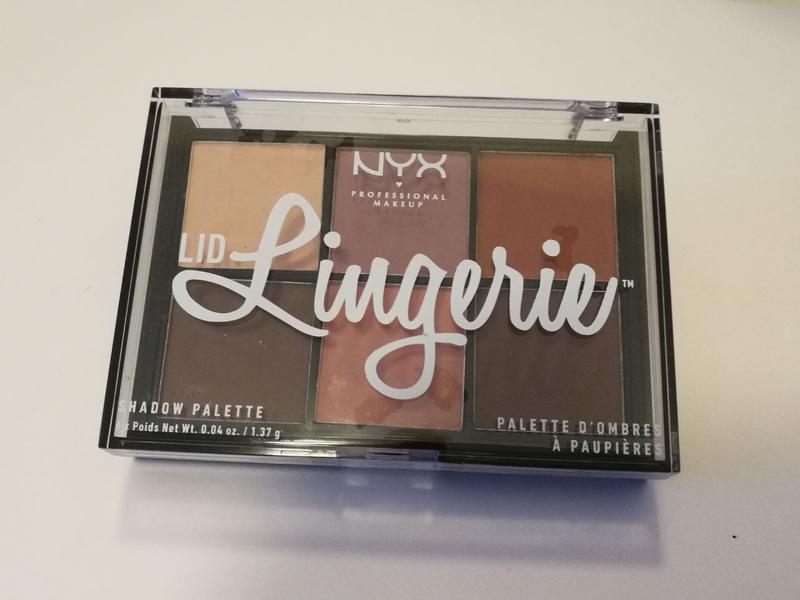 NYX
PROFESSIONAL
MAKEUP
LID Lingerie™
SHADOW PALETTE
Poids Net Wt. 0.04 oz. / 1.37 g
PALETTE D'OMBRES
À PAUPIÈRES